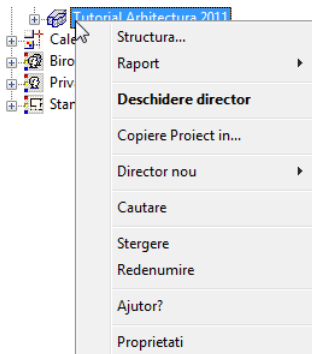 Tutorial Arhitectura 2011
Structura...
Raport
Deschidere director
Copiere Proiect in...
Director nou
Cautare
Stergere
Redenumire
Ajutor?
Proprietati
Cale
Biro
Priv
Stan